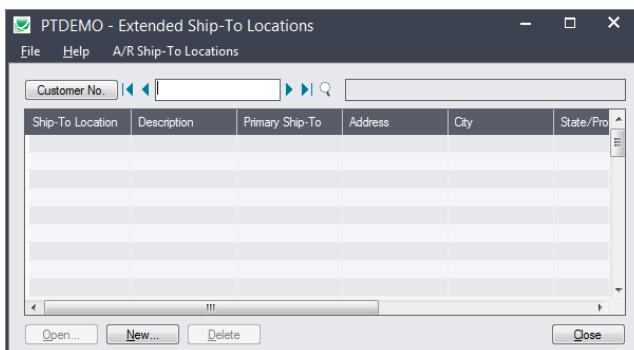 PTDEMO - Extended Ship-To Locations
File Help A/R Ship-To Locations
Customer No.
Ship-To Location Description Primary Ship-To Address City State/Pro
Open... New... Delete Close